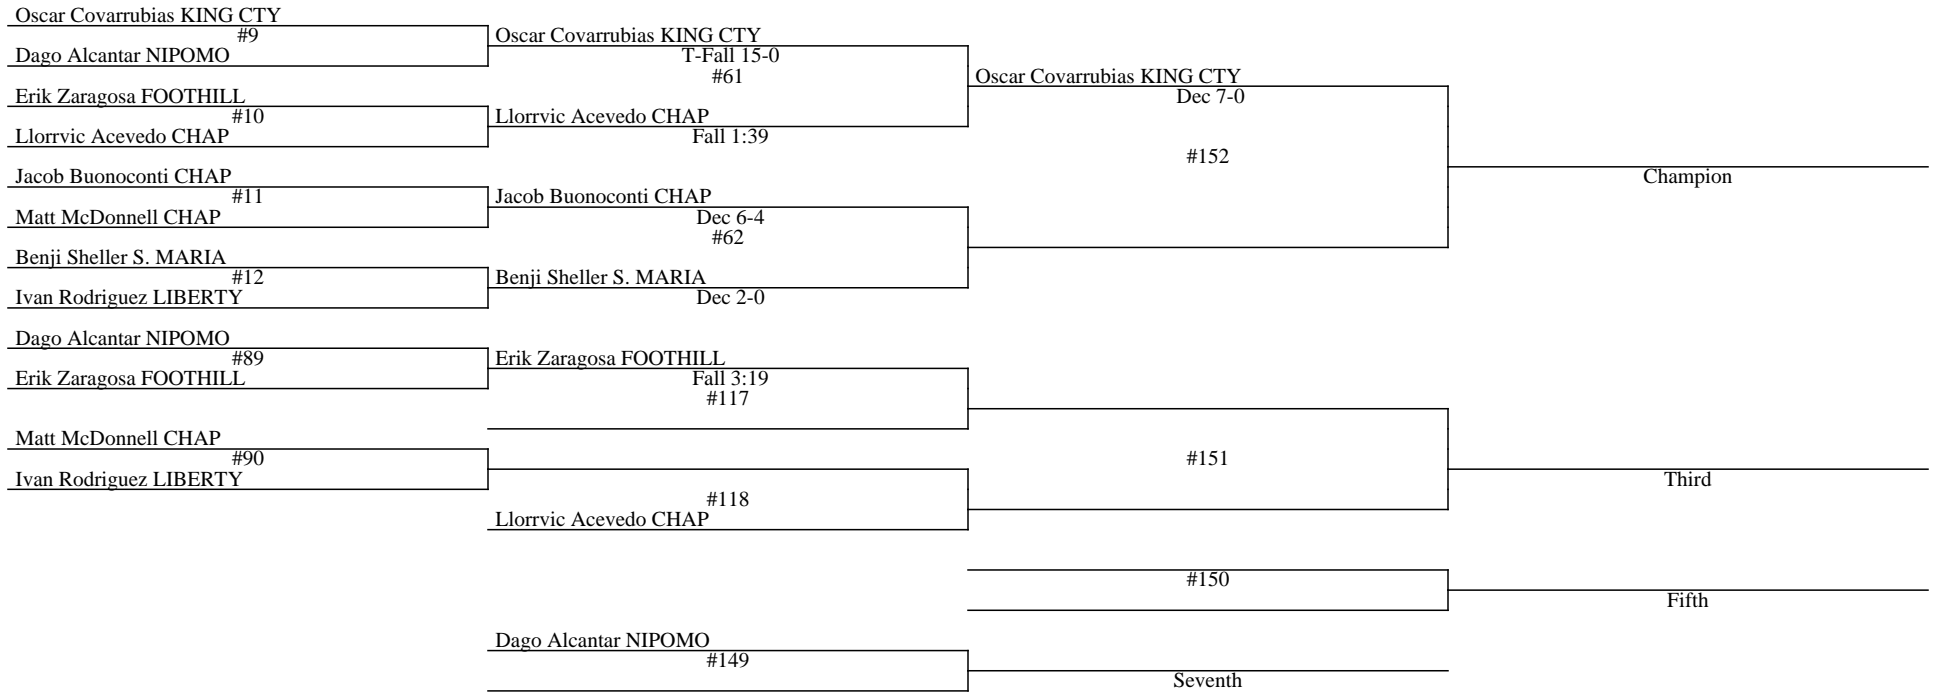 Oscar Covarrubias KING CTY
#9
Dago Alcantar NIPOMO
Erik Zaragosa FOOTHILL
#10
Llorrvic Acevedo CHAP
Jacob Buonoconti CHAP
#11
Matt McDonnell CHAP
Benji Sheller S. MARIA
#12
Ivan Rodriguez LIBERTY
Dago Alcantar NIPOMO
#89
Erik Zaragosa FOOTHILL
Matt McDonnell CHAP
#90
Ivan Rodriguez LIBERTY
Oscar Covarrubias KING CTY
T-Fall 15-0
#61
Llorrvic Acevedo CHAP
Fall 1:39
Jacob Buonoconti CHAP
Dec 6-4
#62
Benji Sheller S. MARIA
Dec 2-0
Erik Zaragosa FOOTHILL
Fall 3:19
#117
#118
Llorrvic Acevedo CHAP
Dago Alcantar NIPOMO
#149
Oscar Covarrubias KING CTY
Dec 7-0
#152
#151
#150
Seventh
Champion
Third
Fifth